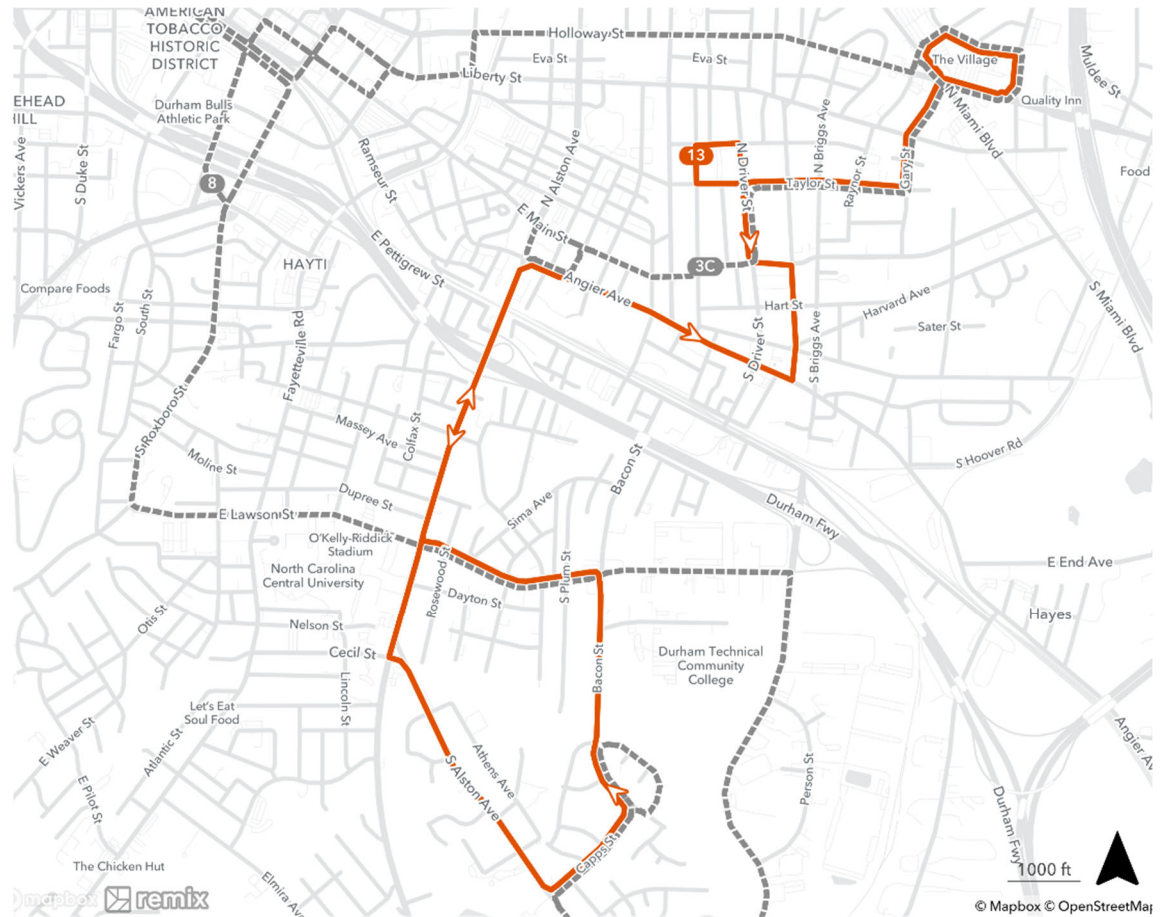 AMERICAN
TOBACCO
HISTORIC
DISTRICT
Holloway St
Eva St
Eva St
Liberty St
The Village
Muldee St
Quality Inn
N Miami Blvd
EHEAD
HILL
Durham Bulls
Athletic Park
Vickers Ave
S Duke St
Ramseur St
N Alston Ave
13
N Driver St
N Briggs Ave
Taylor St
Raynor St
Gary St
Food
8
E Main St
E Pettigrew St
HAYTI
3C
Angier Ave
Compare Foods
Fargo St
South St
Fayetteville Rd
Hart St
Harvard Ave
Sater St
S Miami Blvd
S Driver St
S Briggs Ave
S Roxboro St
Massey Ave
Colfax St
Moline St
Bacon St
S Hoover Rd
Dupree St
Sima Ave
Durham Fwy
E Lawson St
O'Kelly-Riddick
Stadium
North Carolina
Central University
Rosewood St
Dayton St
S Plum St
E End Ave
Hayes
Otis St
Nelson St
Cecil St
Lincoln St
Bacon St
Durham Technical
Community
College
Let's Eat
Soul Food
E Weaver St
Atlantic St
E Pilot St
S Alston Ave
Athens Ave
Person St
Angier Av
Durham Fwy
Capps St
The Chicken Hut
Elmira Ave
1000 ft
mapbox remix
© Mapbox © OpenStreetMap